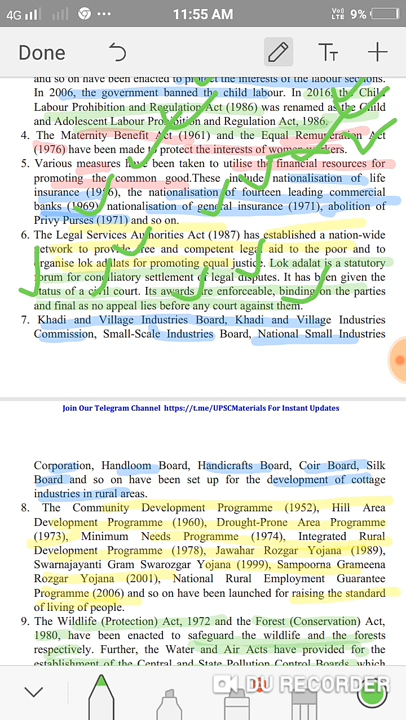 4G
11:55 AM
VoD LTE 9%
Done
and so on have been enacted to protect the interests of the labour sections.
In 2006, the government banned the child labour. In 2016, the Child
Labour Prohibition and Regulation Act (1986) was renamed as the Child
and Adolescent Labour Prohibition and Regulation Act, 1986.
4. The Maternity Benefit Act (1961) and the Equal Remuneration Act
(1976) have been made to protect the interests of women workers.
5. Various measures have been taken to utilise the financial resources for
promoting the common good. These include nationalisation of life
insurance (1956), the nationalisation of fourteen leading commercial
banks (1969), nationalisation of general insurance (1971), abolition of
Privy Purses (1971) and so on.
6. The Legal Services Authorities Act (1987) has established a nation-wide
network to provide free and competent legal aid to the poor and to
organise lok adalats for promoting equal justice. Lok adalat is a statutory
forum for conciliatory settlement of legal disputes. It has been given the
status of a civil court. Its awards are enforceable, binding on the parties
and final as no appeal lies before any court against them.
7. Khadi and Village Industries Board, Khadi and Village Industries
Commission, Small-Scale Industries Board, National Small Industries
Join Our Telegram Channel https://t.me/UPSCMaterials For Instant Updates
Corporation, Handloom Board, Handicrafts Board, Coir Board, Silk
Board and so on have been set up for the development of cottage
industries in rural areas.
8. The Community Development Programme (1952), Hill Area
Development Programme (1960), Drought-Prone Area Programme
(1973), Minimum Needs Programme (1974), Integrated Rural
Development Programme (1978), Jawahar Rozgar Yojana (1989),
Swarnajayanti Gram Swarozgar Yojana (1999), Sampoorna Grameena
Rozgar Yojana (2001), National Rural Employment Guarantee
Programme (2006) and so on have been launched for raising the standard
of living of people.
9. The Wildlife (Protection) Act, 1972 and the Forest (Conservation) Act,
1980, have been enacted to safeguard the wildlife and the forests
respectively. Further, the Water and Air Acts have provided for the
establishment of the Central and State Pollution Control Boards, which
DU RECORDER